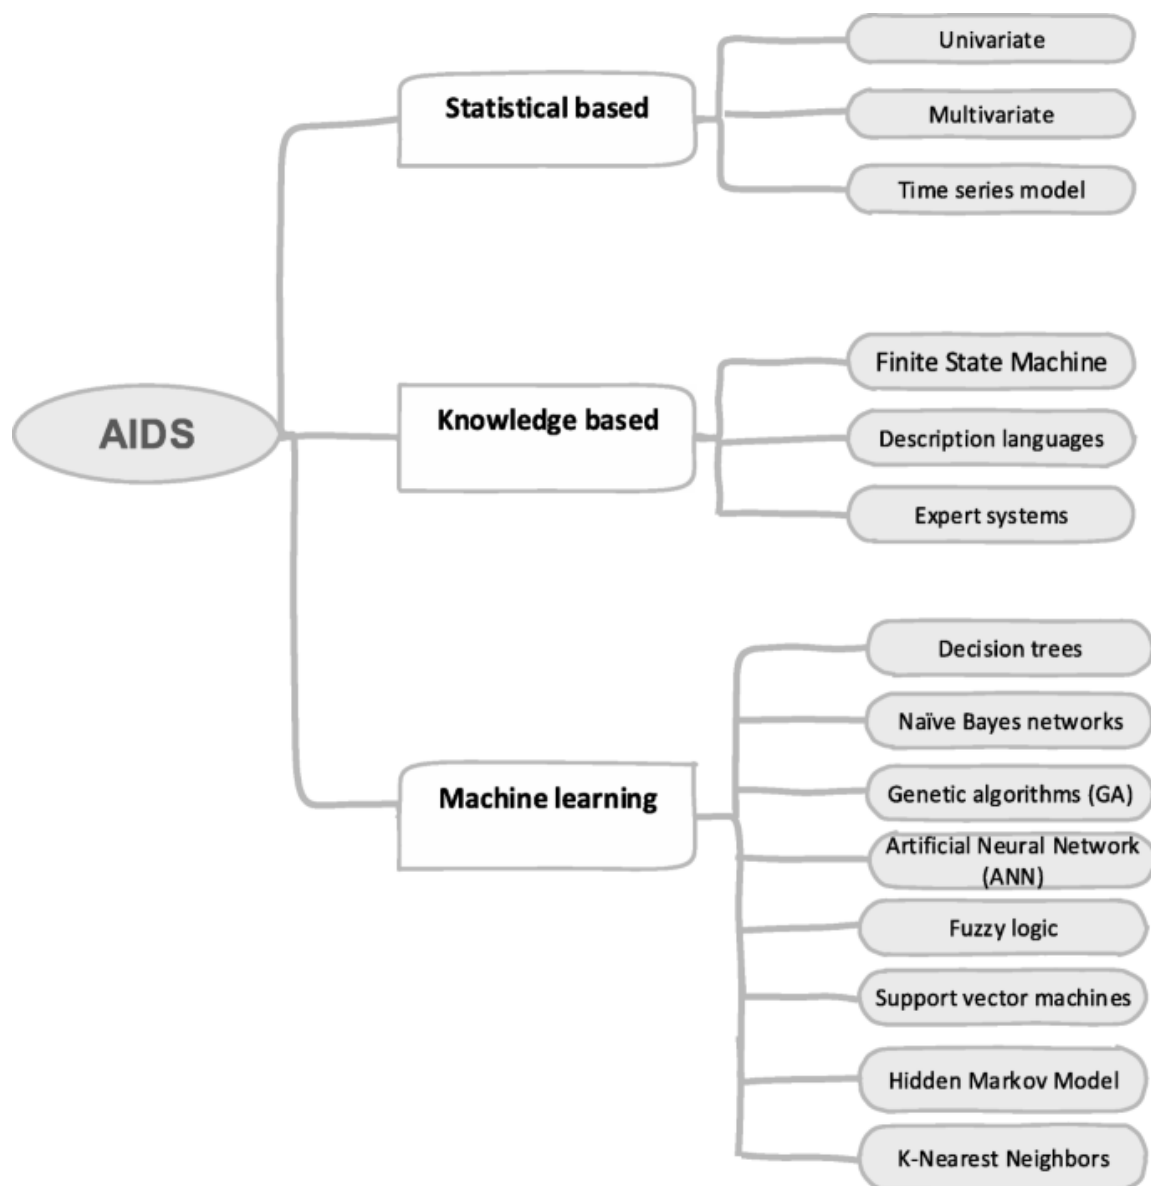 AIDS
Statistical based
Univariate
Multivariate
Time series model
Knowledge based
Finite State Machine
Description languages
Expert systems
Machine learning
Decision trees
Naïve Bayes networks
Genetic algorithms (GA)
Artificial Neural Network
(ANN)
Fuzzy logic
Support vector machines
Hidden Markov Model
K-Nearest Neighbors